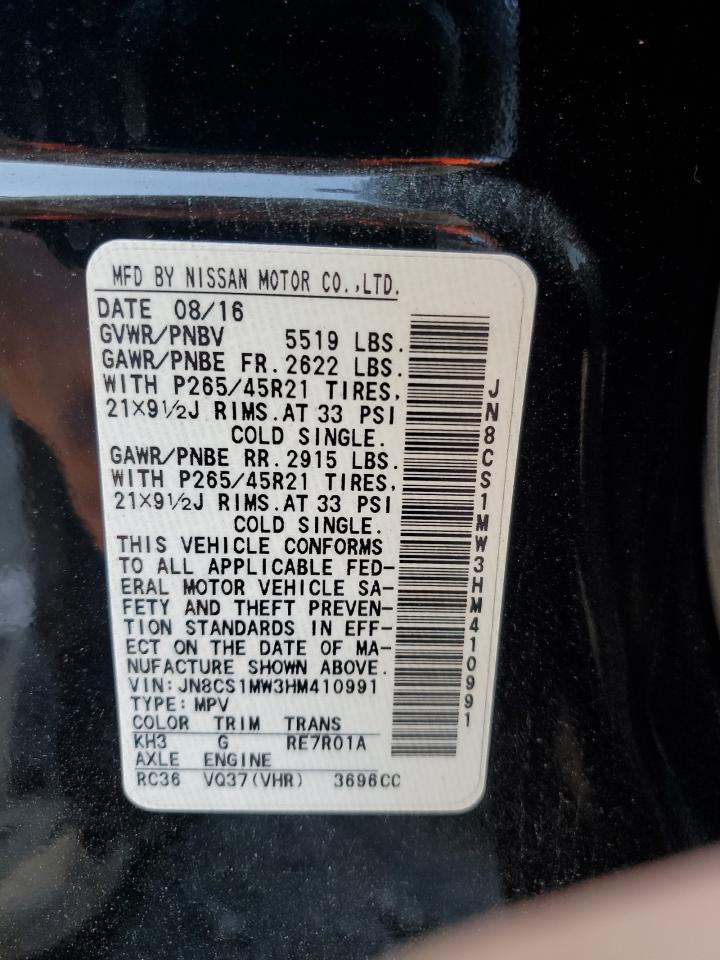 MFD BY NISSAN MOTOR CO.,LTD.
DATE 08/16
GVWR/PNBV 5519 LBS.
GAWR/PNBE FR.2622 LBS.
WITH P265/45R21 TIRES,
21×9½J RIMS.AT 33 PSI
COLD SINGLE.
GAWR/PNBE RR.2915 LBS.
WITH P265/45R21 TIRES,
21×9½J RIMS.AT 33 PSI
COLD SINGLE.
THIS VEHICLE CONFORMS
TO ALL APPLICABLE FED-
ERAL MOTOR VEHICLE SA-
FETY AND THEFT PREVEN-
TION STANDARDS IN EFF-
ECT ON THE DATE OF MA-
NUFACTURE SHOWN ABOVE.
VIN:JN8CS1MW3HM410991
TYPE:MPV
COLOR TRIM TRANS
KH3 G RE7R01A
AXLE ENGINE
RC36 VQ37(VHR) 3696CC
JN8CS1MW3HM410991